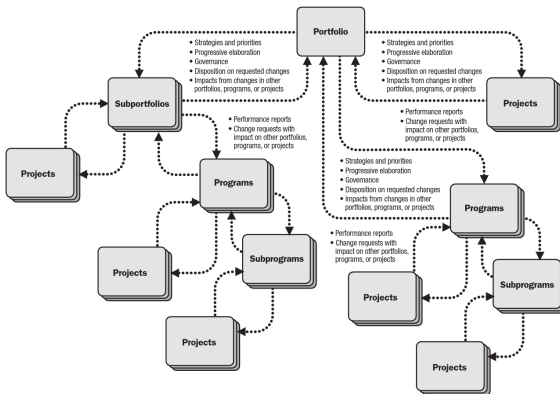 Portfolio
• Strategies and priorities
• Progressive elaboration
• Governance
• Disposition on requested changes
• Impacts from changes in other
portfolios, programs, or projects
• Strategies and priorities
• Progressive elaboration
• Governance
• Disposition on requested changes
• Impacts from changes in other
portfolios, programs, or projects
Subportfolios
Projects
• Performance reports
• Change requests with
impact on other portfolios,
programs, or projects
• Performance reports
• Change requests with
impact on other portfolios,
programs, or projects
Projects
Programs
• Strategies and priorities
• Progressive elaboration
• Governance
• Disposition on requested changes
• Impacts from changes in other
portfolios, programs, or projects
Programs
• Performance reports
• Change requests with
impact on other portfolios,
programs, or projects
Projects
Subprograms
Projects
Subprograms
Projects
Projects